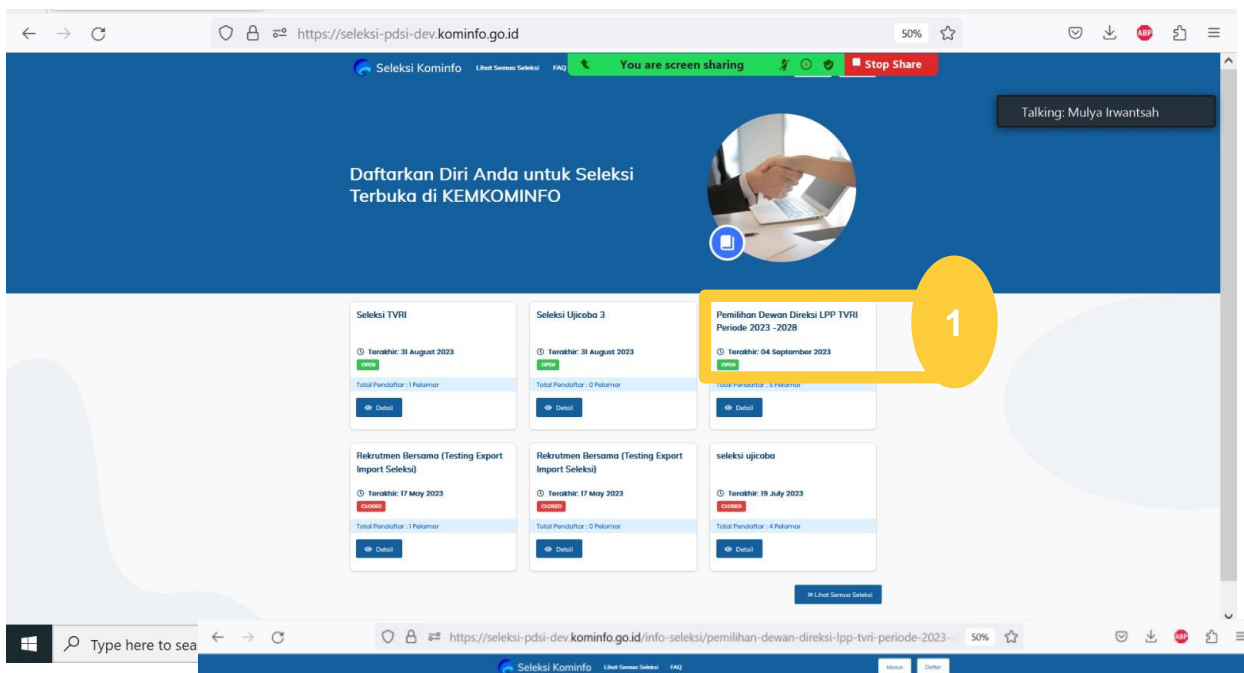 https://seleksi-pdsi-dev.kominfo.go.id
50%
ABP
Seleksi Kominfo
Lihat Semua Seleksi
FAQ
You are screen sharing
Stop Share
Talking: Mulya Irwantsah
Daftarkan Diri Anda untuk Seleksi
Terbuka di KEMKOMINFO
1
Seleksi TVRI
Terakhir: 31 August 2023
OPEN
Total Pendaftar : 1 Pelamar
Detail
Seleksi Ujicoba 3
Terakhir: 31 August 2023
OPEN
Total Pendaftar : 0 Pelamar
Detail
Pemilihan Dewan Direksi LPP TVRI
Periode 2023 -2028
Terakhir: 04 September 2023
OPEN
Total Pendaftar : 5 Pelamar
Detail
Rekrutmen Bersama (Testing Export
Import Seleksi)
Terakhir: 17 May 2023
CLOSED
Total Pendaftar : 1 Pelamar
Detail
Rekrutmen Bersama (Testing Export
Import Seleksi)
Terakhir: 17 May 2023
CLOSED
Total Pendaftar : 0 Pelamar
Detail
seleksi ujicoba
Terakhir: 19 July 2023
CLOSED
Total Pendaftar : 4 Pelamar
Detail
Lihat Semua Seleksi
Type here to sea
https://seleksi-pdsi-dev.kominfo.go.id/info-seleksi/pemilihan-dewan-direksi-lpp-tvri-periode-2023-
50%
ABP
Seleksi Kominfo
Lihat Semua Seleksi
FAQ
Masuk
Daftar